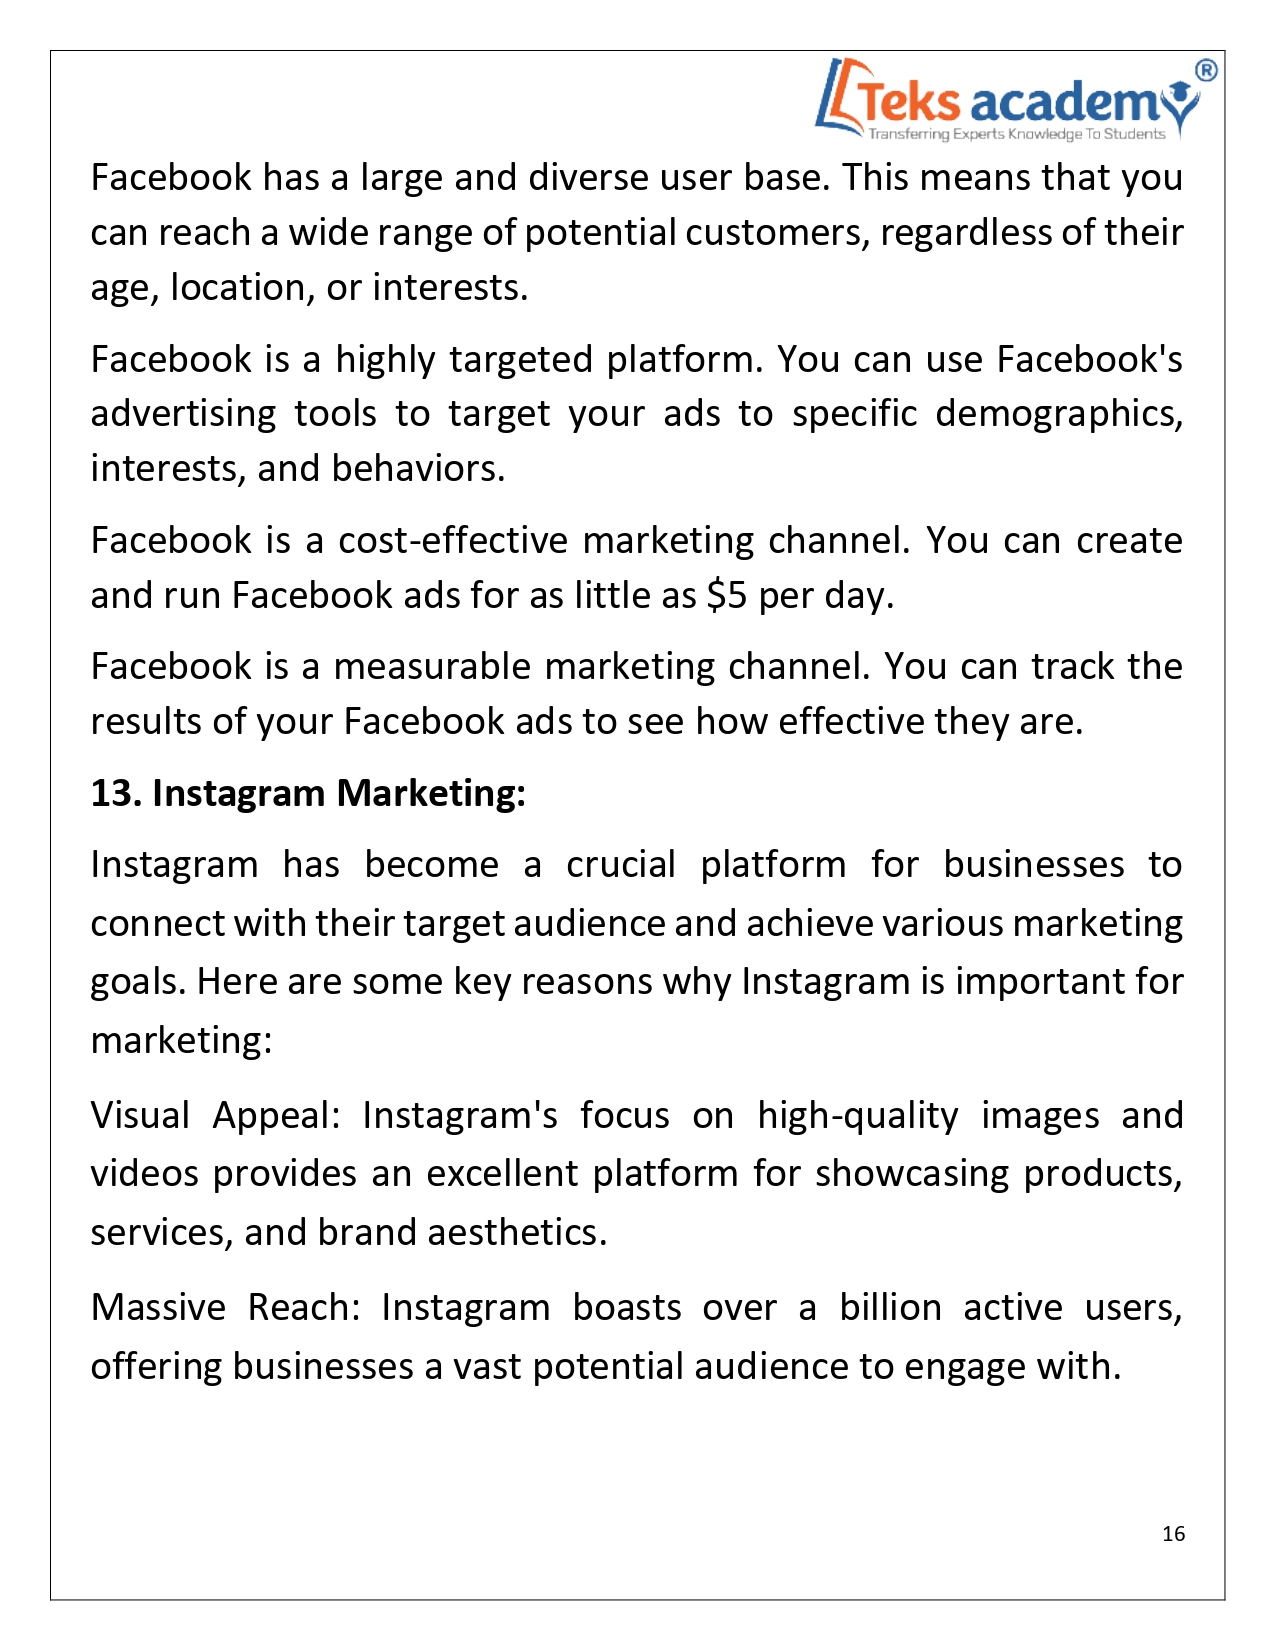 Teks academy®
Transferring Experts Knowledge To Students
Facebook has a large and diverse user base. This means that you
can reach a wide range of potential customers, regardless of their
age, location, or interests.
Facebook is a highly targeted platform. You can use Facebook's
advertising tools to target your ads to specific demographics,
interests, and behaviors.
Facebook is a cost-effective marketing channel. You can create
and run Facebook ads for as little as $5 per day.
Facebook is a measurable marketing channel. You can track the
results of your Facebook ads to see how effective they are.
13. Instagram Marketing:
Instagram has become a crucial platform for businesses to
connect with their target audience and achieve various marketing
goals. Here are some key reasons why Instagram is important for
marketing:
Visual Appeal: Instagram's focus on high-quality images and
videos provides an excellent platform for showcasing products,
services, and brand aesthetics.
Massive Reach: Instagram boasts over a billion active users,
offering businesses a vast potential audience to engage with.
16